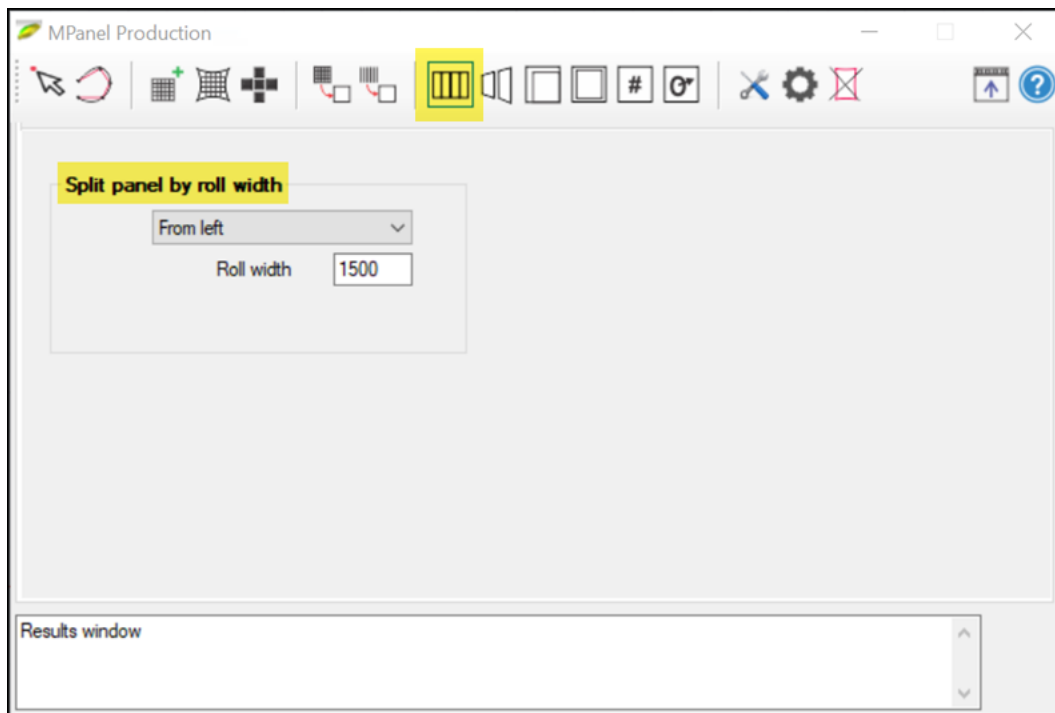 MPanel Production
#
Split panel by roll width
From left
Roll width 1500
Results window